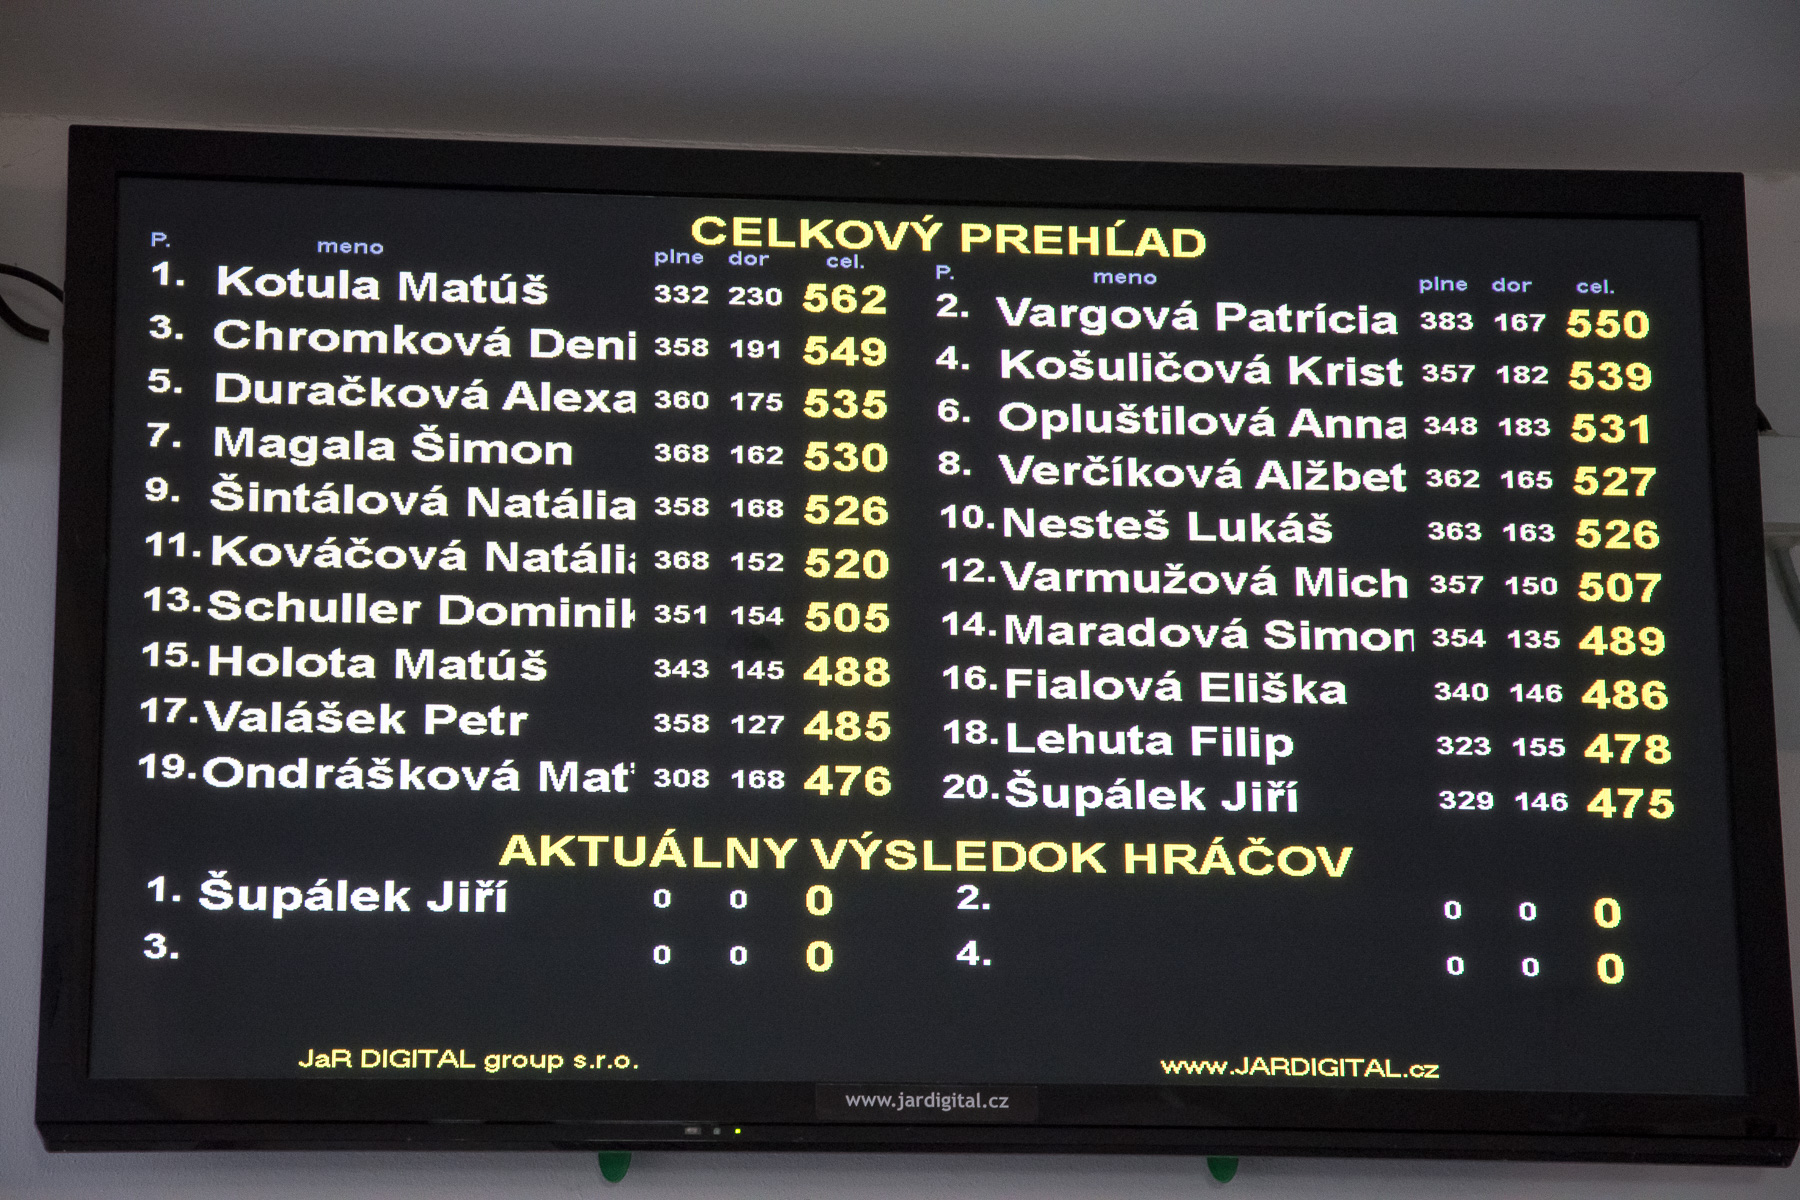 CELKOVÝ PREHĽAD
P. meno plne dor cel. P. meno plne dor cel.
1. Kotula Matúš 332 230 562 2. Vargová Patrícia 383 167 550
3. Chromková Deni 358 191 549 4. Košuličová Krist 357 182 539
5. Duračková Alexa 360 175 535 6. Opluštilová Anna 348 183 531
7. Magala Šimon 368 162 530 8. Verčíková Alžbet 362 165 527
9. Šintálová Natália 358 168 526 10. Nesteš Lukáš 363 163 526
11. Kováčová Natália 368 152 520 12. Varmužová Mich 357 150 507
13. Schuller Dominik 351 154 505 14. Maradová Simon 354 135 489
15. Holota Matúš 343 145 488 16. Fialová Eliška 340 146 486
17. Valášek Petr 358 127 485 18. Lehuta Filip 323 155 478
19. Ondrášková Mať 308 168 476 20. Šupálek Jiří 329 146 475
AKTUÁLNY VÝSLEDOK HRÁČOV
1. Šupálek Jiří 0 0 0 2. 0 0 0
3. 0 0 0 4. 0 0 0
JaR DIGITAL group s.r.o. www.JARDIGITAL.cz
www.jardigital.cz